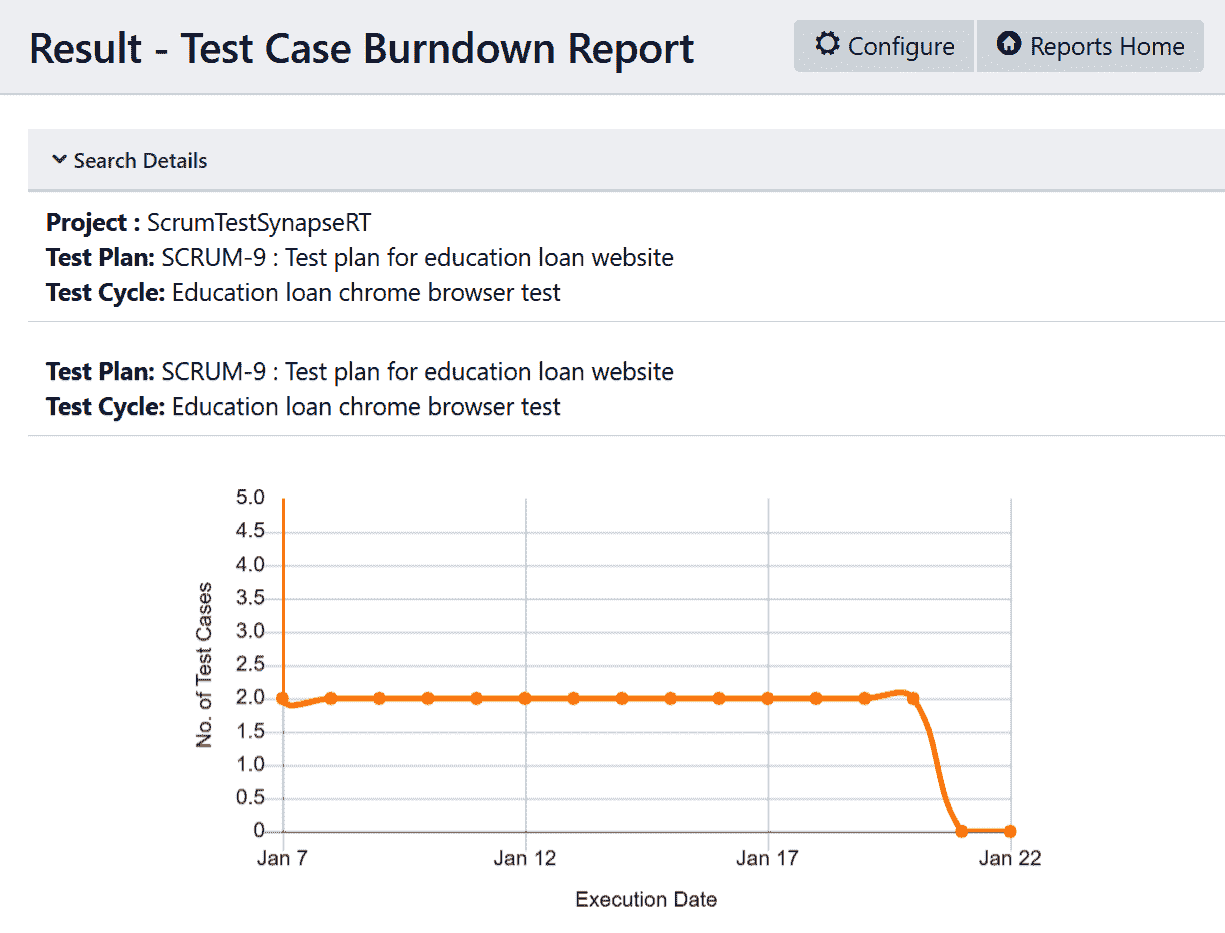 Result - Test Case Burndown Report
Configure
Reports Home
Search Details
Project : ScrumTestSynapseRT
Test Plan: SCRUM-9 : Test plan for education loan website
Test Cycle: Education loan chrome browser test
Test Plan: SCRUM-9 : Test plan for education loan website
Test Cycle: Education loan chrome browser test
5.0
4.5
4.0
3.5
3.0
2.5
2.0
1.5
1.0
0.5
0
No. of Test Cases
Jan 7
Jan 12
Jan 17
Jan 22
Execution Date